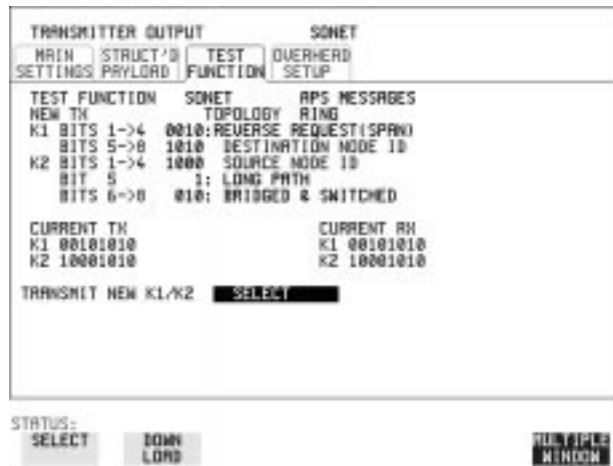 TRANSMITTER OUTPUT SONET
MAIN SETTINGS STRUCT'D PAYLOAD TEST FUNCTION OVERHEAD SETUP
TEST FUNCTION SONET APS MESSAGES
NEW TX TOPOLOGY RING
K1 BITS 1->4 0010:REVERSE REQUEST(SPAN)
BITS 5->8 1010 DESTINATION NODE ID
K2 BITS 1->4 1000 SOURCE NODE ID
BIT 5 1: LONG PATH
BITS 6->8 010: BRIDGED & SWITCHED
CURRENT TX CURRENT RX
K1 00101010 K1 00101010
K2 10001010 K2 10001010
TRANSMIT NEW K1/K2 SELECT
STATUS:
SELECT DOWN LOAD MULTIPLE WINDOW